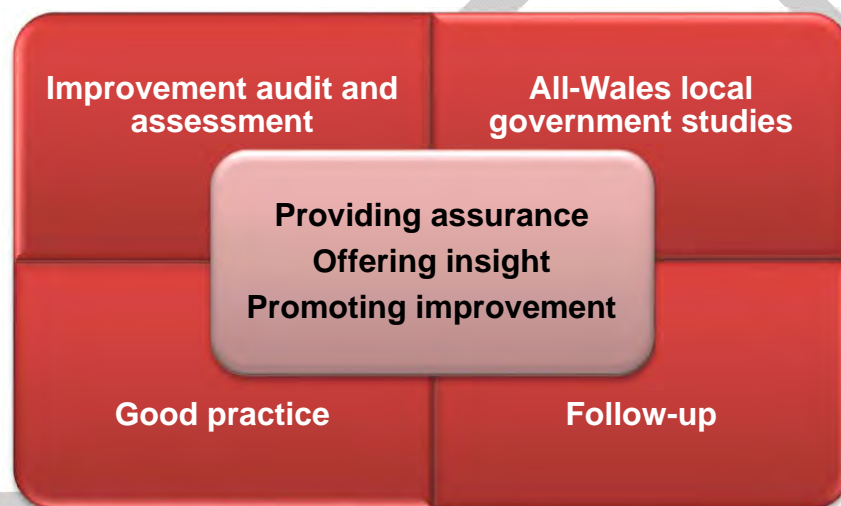 Improvement audit and
assessment
All-Wales local
government studies
Providing assurance
Offering insight
Promoting improvement
Good practice
Follow-up